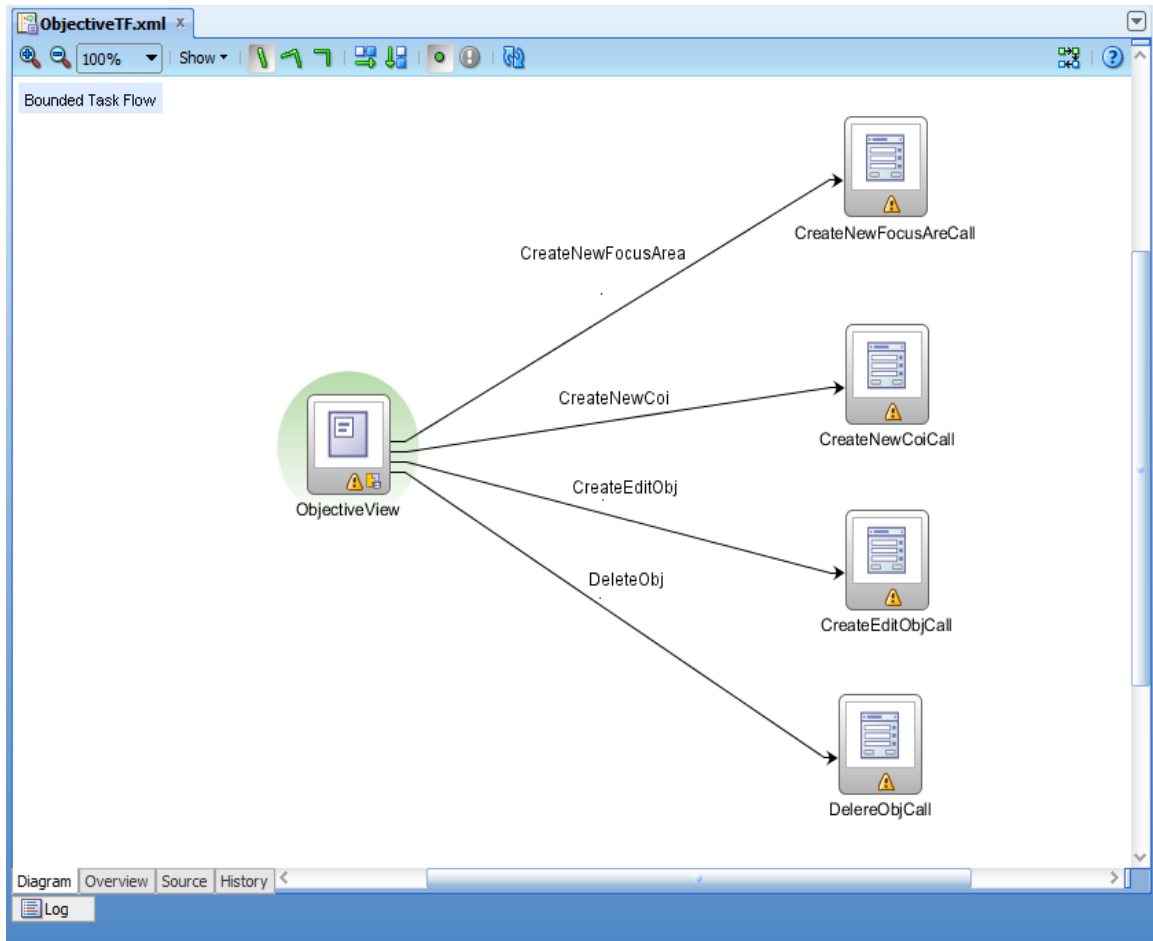 ObjectiveTF.xml x
100% Show
Bounded Task Flow
CreateNewFocusAreCall
CreateNewFocusArea
CreateNewCoi
CreateNewCoiCall
CreateEditObj
ObjectiveView
DeleteObj
CreateEditObjCall
DelereObjCall
Diagram Overview Source History
Log